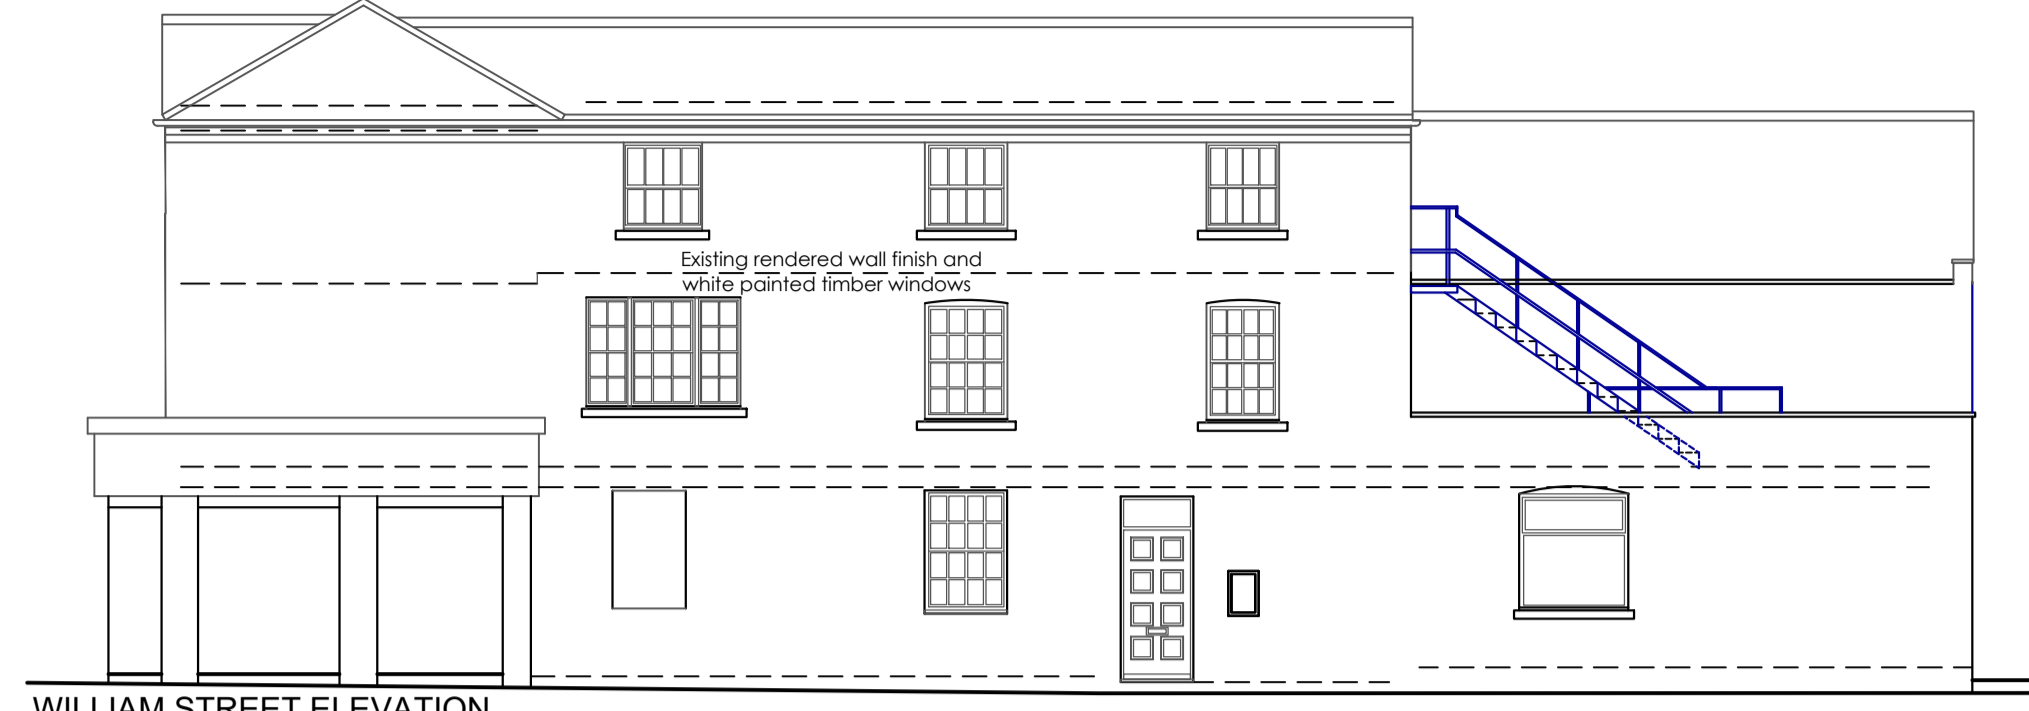 Existing rendered wall finish and
white painted timber windows
WILLIAM STREET ELEVATION